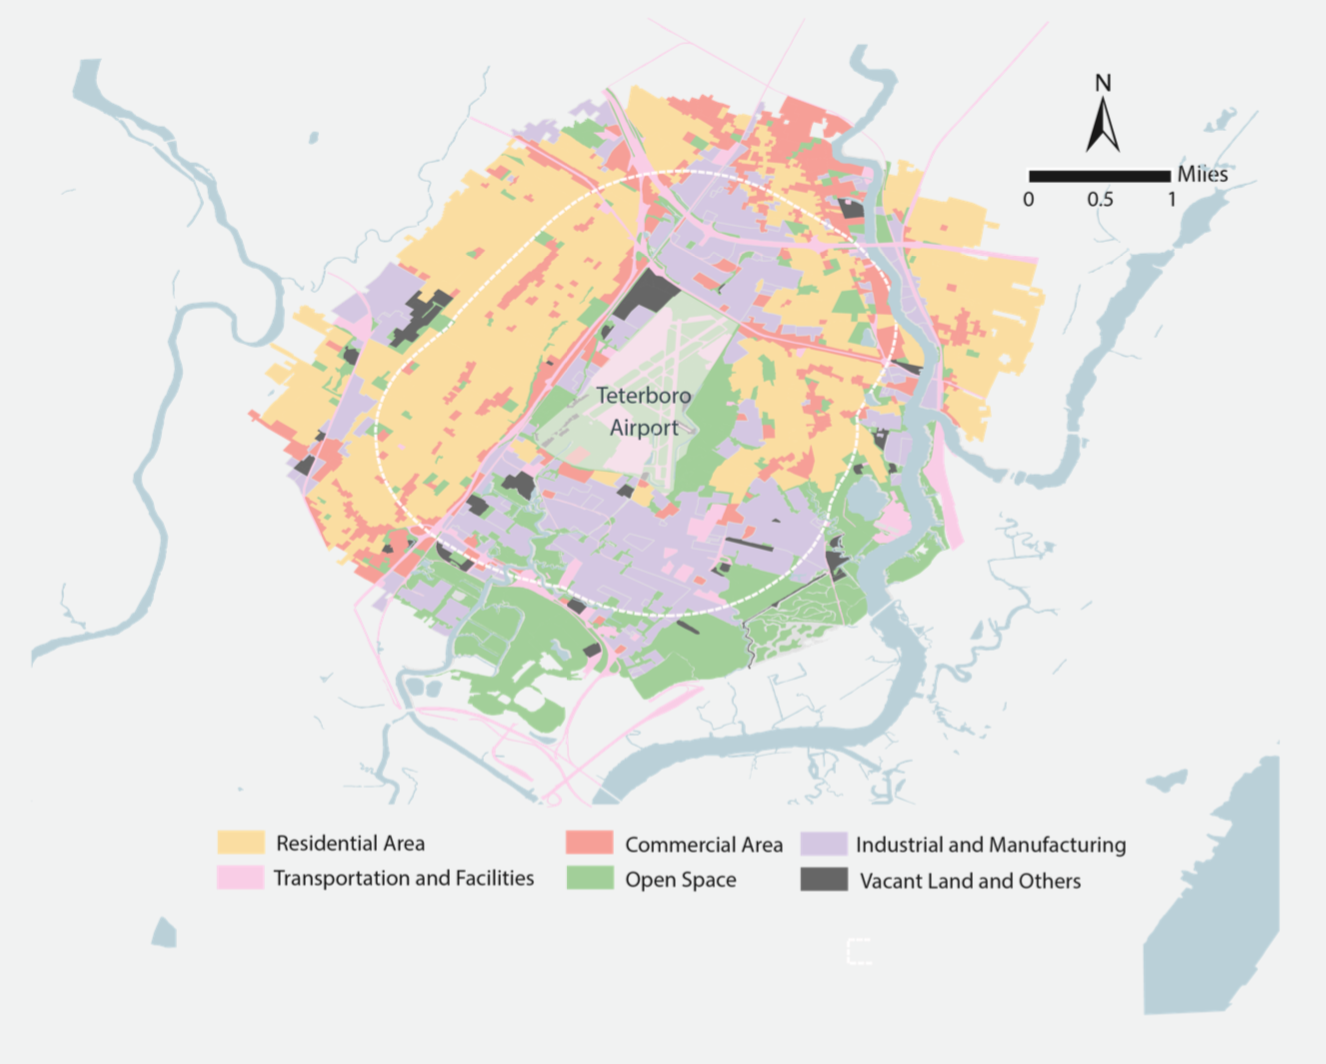 N
Miles
0 0.5 1
Teterboro
Airport
Residential Area
Commercial Area
Industrial and Manufacturing
Transportation and Facilities
Open Space
Vacant Land and Others